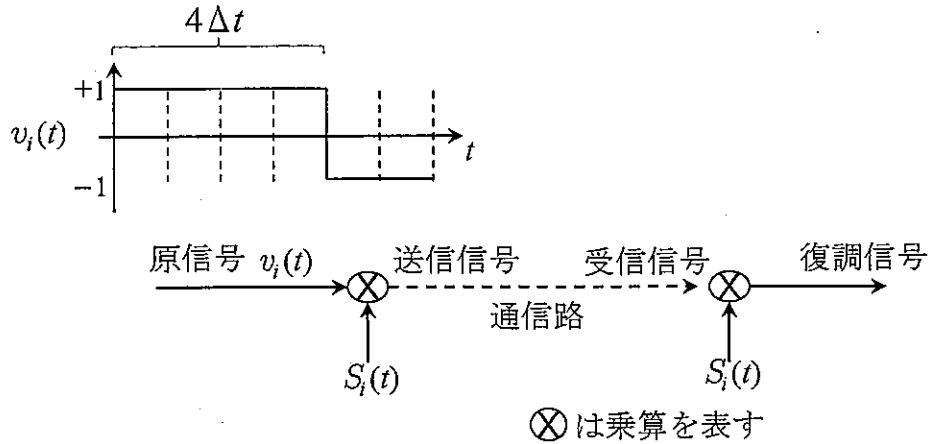 4Δt
+1
v_i(t)
t
−1
原信号 v_i(t) 送信信号 受信信号 復調信号
通信路
S_i(t) S_i(t)
⊗は乗算を表す